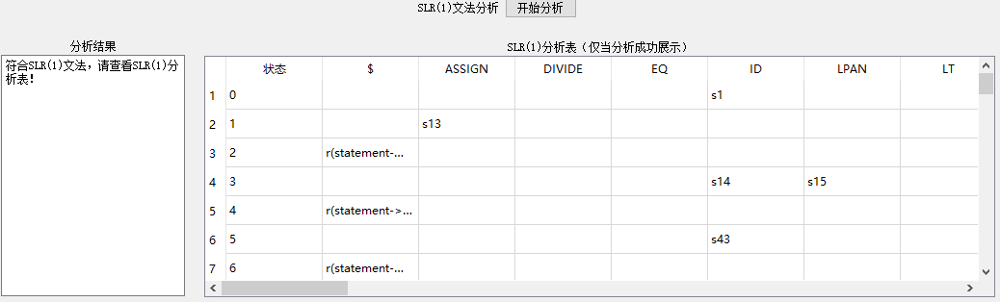 SLR(1)文法分析 开始分析
分析结果
SLR(1)分析表（仅当分析成功展示）
符合SLR(1)文法，请查看SLR(1)分
析表!
状态 $ ASSIGN DIVIDE EQ ID LPAN LT
1 0 s1
2 1 s13
3 2 r(statement-...
4 3 s14 s15
5 4 r(statement->...
6 5 s43
7 6 r(statement-...